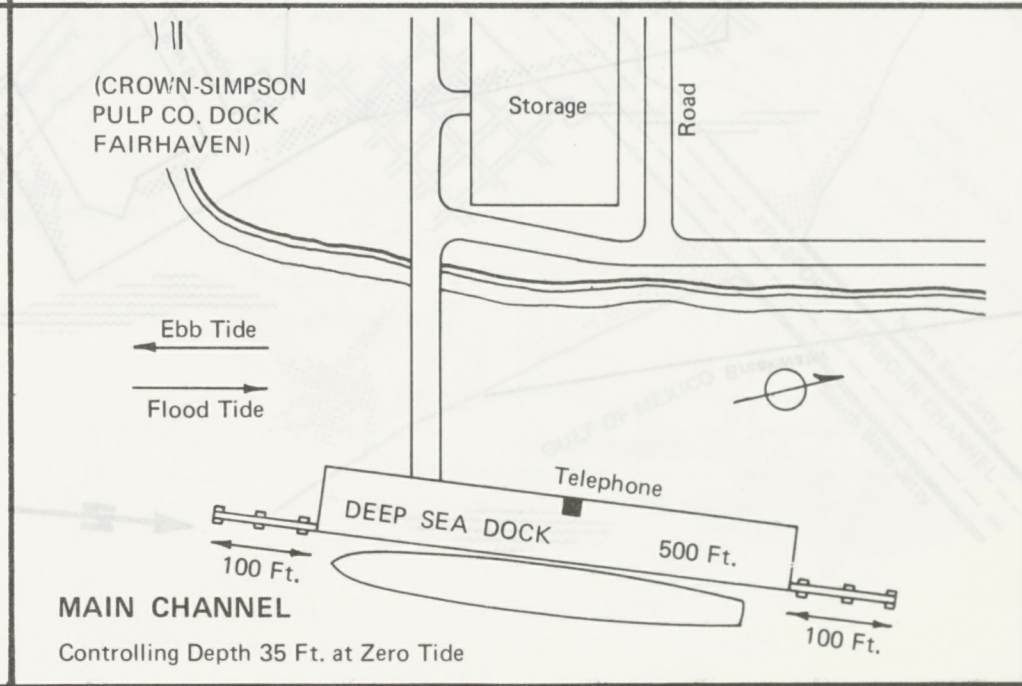 (CROWN-SIMPSON
PULP CO. DOCK
FAIRHAVEN)
Storage
Road
Ebb Tide
Flood Tide
Telephone
DEEP SEA DOCK
500 Ft.
100 Ft.
100 Ft.
MAIN CHANNEL
Controlling Depth 35 Ft. at Zero Tide